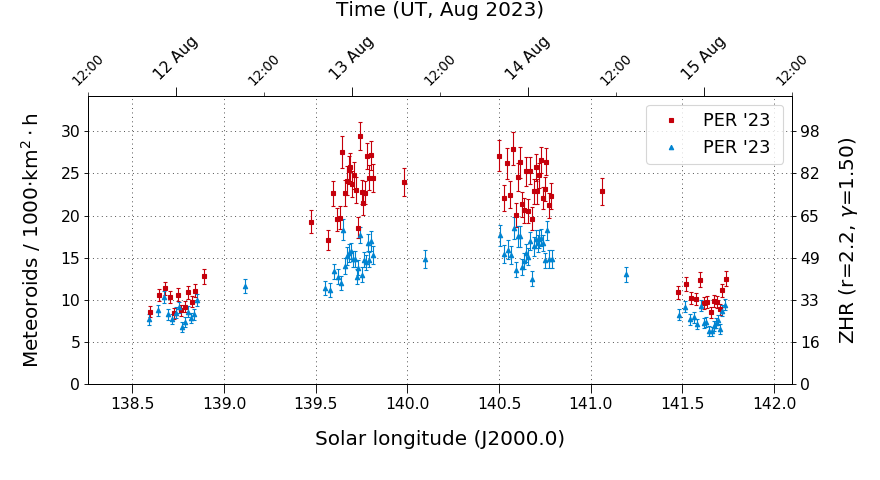 Time (UT, Aug 2023)
12:00 12 Aug 12:00 13 Aug 12:00 14 Aug 12:00 15 Aug 12:00
PER '23
PER '23
30 98
25 82
20 65
15 49
10 33
5 16
0 0
Meteoroids / 1000·km² · h
ZHR (r=2.2, γ=1.50)
138.5 139.0 139.5 140.0 140.5 141.0 141.5 142.0
Solar longitude (J2000.0)